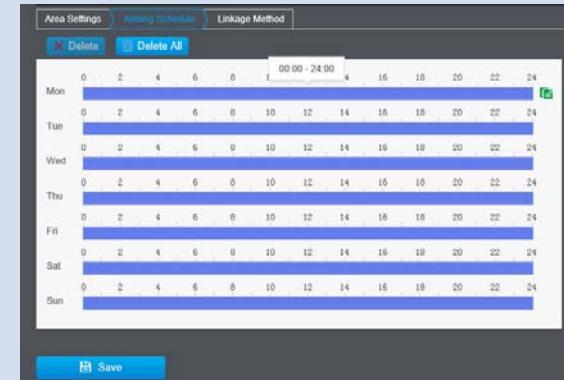 Area Settings Arming Schedule Linkage Method
Delete Delete All
00:00 - 24:00
0 2 4 6 8 1 4 16 18 20 22 24
Mon
0 2 4 6 8 10 12 14 16 18 20 22 24
Tue
0 2 4 6 8 10 12 14 16 18 20 22 24
Wed
0 2 4 6 8 10 12 14 16 18 20 22 24
Thu
0 2 4 6 8 10 12 14 16 18 20 22 24
Fri
0 2 4 6 8 10 12 14 16 18 20 22 24
Sat
0 2 4 6 8 10 12 14 16 18 20 22 24
Sun
Save